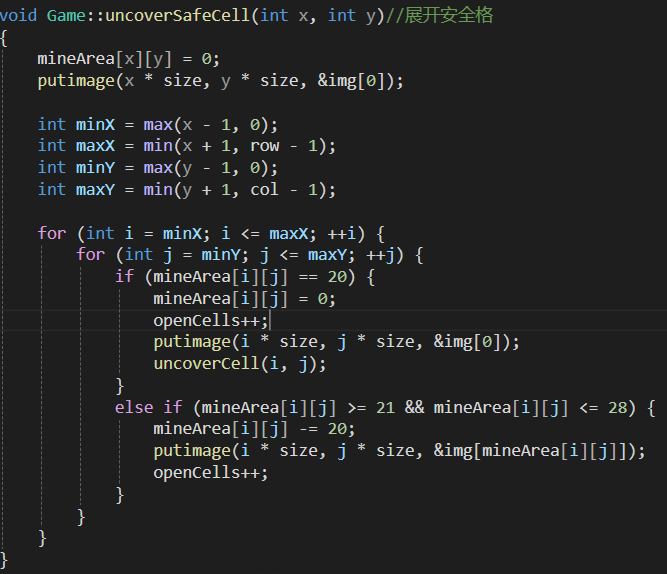 void Game::uncoverSafeCell(int x, int y)//展开安全格
{
    mineArea[x][y] = 0;
    putimage(x * size, y * size, &img[0]);

    int minX = max(x - 1, 0);
    int maxX = min(x + 1, row - 1);
    int minY = max(y - 1, 0);
    int maxY = min(y + 1, col - 1);

    for (int i = minX; i <= maxX; ++i) {
        for (int j = minY; j <= maxY; ++j) {
            if (mineArea[i][j] == 20) {
                mineArea[i][j] = 0;
                openCells++;
                putimage(i * size, j * size, &img[0]);
                uncoverCell(i, j);
            }
            else if (mineArea[i][j] >= 21 && mineArea[i][j] <= 28) {
                mineArea[i][j] -= 20;
                putimage(i * size, j * size, &img[mineArea[i][j]]);
                openCells++;
            }
        }
    }
}